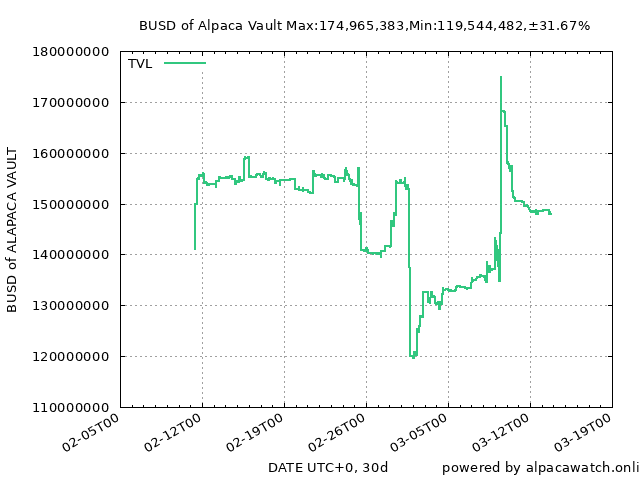 BUSD of Alpaca Vault Max:174,965,383,Min:119,544,482,±31.67%
TVL
180000000
170000000
160000000
150000000
140000000
130000000
120000000
110000000
BUSD of ALAPACA VAULT
02-05T00
02-12T00
02-19T00
02-26T00
03-05T00
03-12T00
03-19T00
DATE UTC+0, 30d
powered by alpacawatch.onli